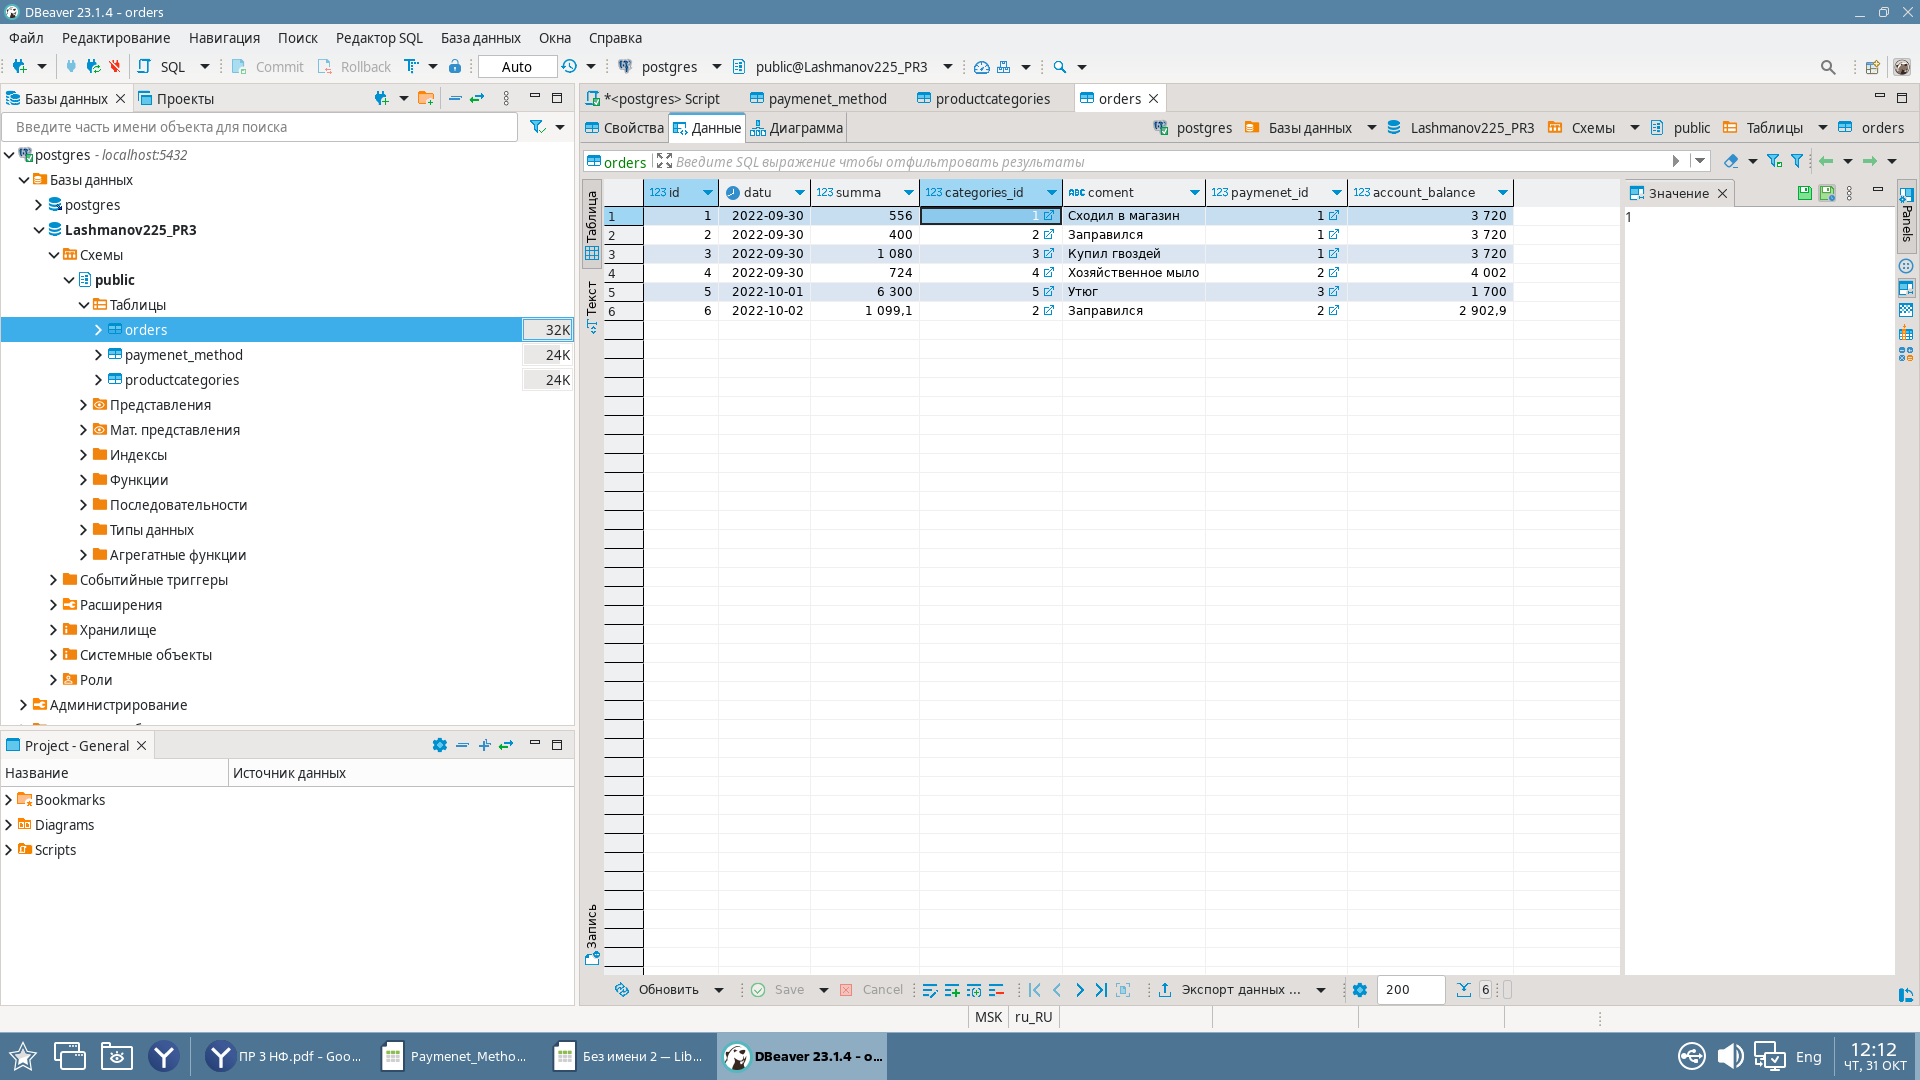 DBeaver 23.1.4 - orders
Файл Редактирование Навигация Поиск Редактор SQL База данных Окна Справка
SQL Commit Rollback Auto postgres public@Lashmanov225_PR3
Базы данных Проекты
Введите часть имени объекта для поиска
postgres - localhost:5432
Базы данных
postgres
Lashmanov225_PR3
Схемы
public
Таблицы
orders 32K
paymenet_method 24K
productcategories 24K
Представления
Мат. представления
Индексы
Функции
Последовательности
Типы данных
Агрегатные функции
Событийные триггеры
Расширения
Хранилище
Системные объекты
Роли
Администрирование
Project - General
Название Источник данных
Bookmarks
Diagrams
Scripts
*<postgres> Script paymenet_method productcategories orders
Свойства Данные Диаграмма postgres Базы данных Lashmanov225_PR3 Схемы public Таблицы orders
orders Введите SQL выражение чтобы отфильтровать результаты
Таблица
Текст
Запись
123 id datu 123 summa 123 categories_id ABC coment 123 paymenet_id 123 account_balance
1 1 2022-09-30 556 1 Сходил в магазин 1 3 720
2 2 2022-09-30 400 2 Заправился 1 3 720
3 3 2022-09-30 1 080 3 Купил гвоздей 1 3 720
4 4 2022-09-30 724 4 Хозяйственное мыло 2 4 002
5 5 2022-10-01 6 300 5 Утюг 3 1 700
6 6 2022-10-02 1 099,1 2 Заправился 2 2 902,9
Значение
1
Panels
Обновить Save Cancel Экспорт данных ... 200 6
MSK ru_RU
ПР 3 НФ.pdf - Goo... Paymenet_Metho... Без имени 2 — Lib... DBeaver 23.1.4 - o... Eng 12:12
ЧТ, 31 ОКТ